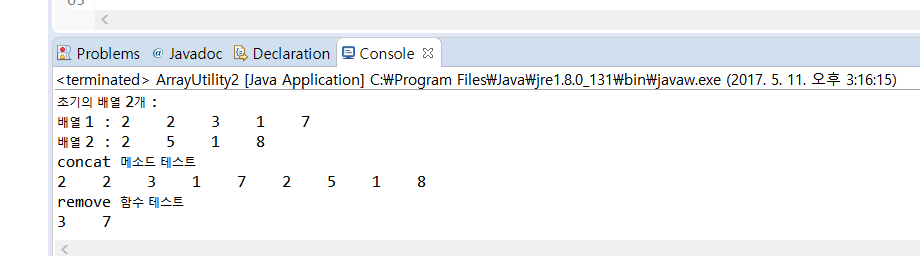 Problems @ Javadoc Declaration Console
<terminated> ArrayUtility2 [Java Application] C:₩Program Files₩Java₩jre1.8.0_131₩bin₩javaw.exe (2017. 5. 11. 오후 3:16:15)
초기의 배열 2개 :
배열 1 : 2 2 3 1 7
배열 2 : 2 5 1 8
concat 메소드 테스트
2 2 3 1 7 2 5 1 8
remove 함수 테스트
3 7